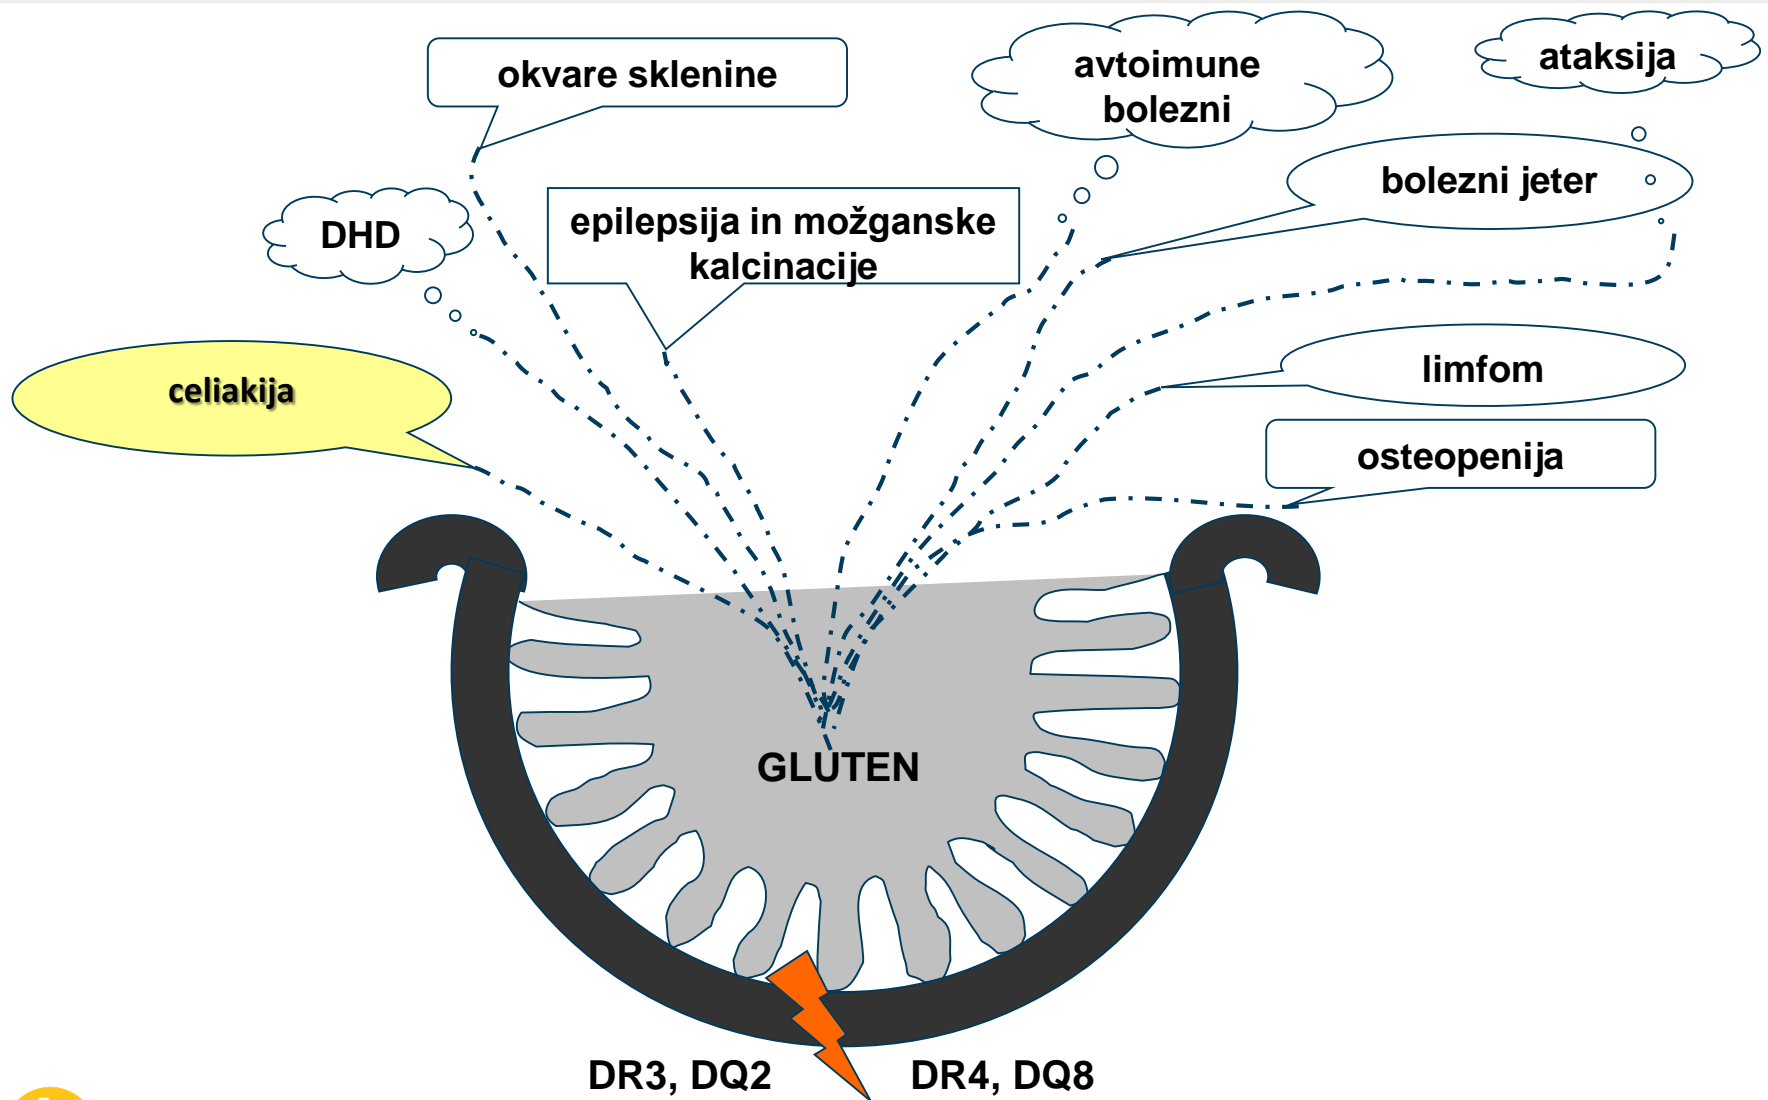 okvare sklenine
avtoimune
bolezni
ataksija
DHD
epilepsija in možganske
kalcinacije
bolezni jeter
celiakija
limfom
osteopenija
GLUTEN
DR3, DQ2
DR4, DQ8